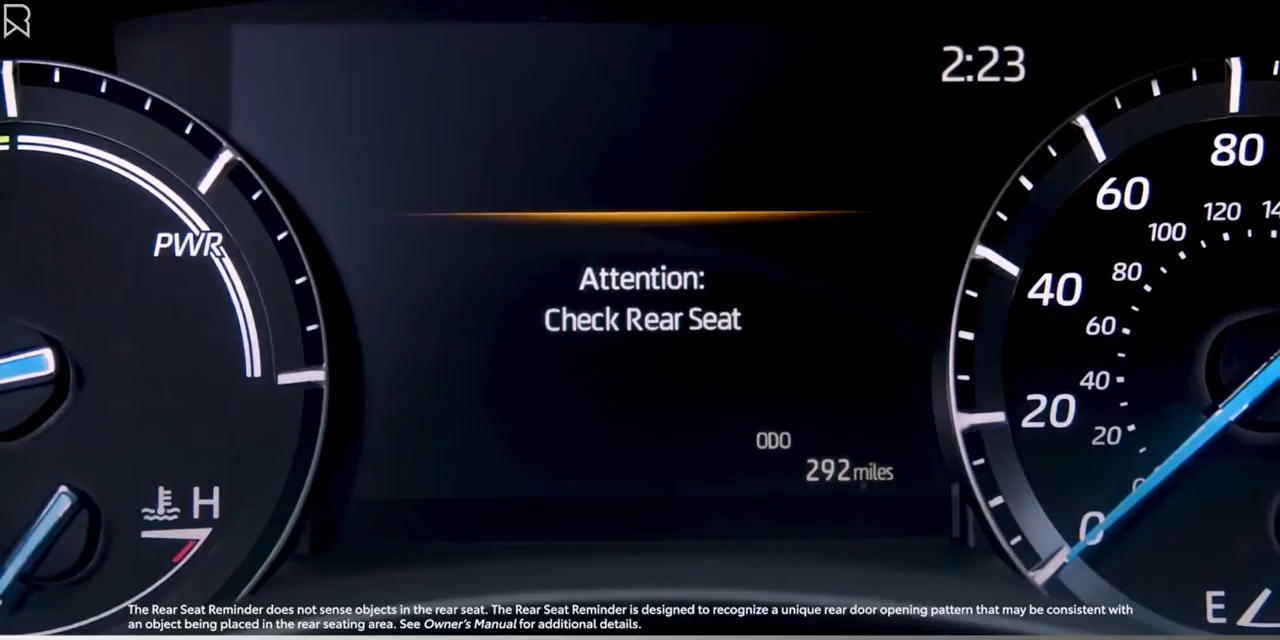 2:23
80
60
120
100
PWR
80
Attention:
40
Check Rear Seat
60
40
20
20
ODO
292 miles
H
0
0
E
The Rear Seat Reminder does not sense objects in the rear seat. The Rear Seat Reminder is designed to recognize a unique rear door opening pattern that may be consistent with
an object being placed in the rear seating area. See Owner's Manual for additional details.